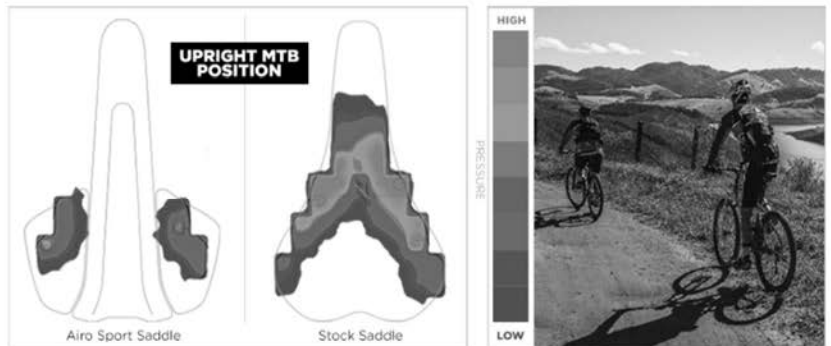 UPRIGHT MTB
POSITION
Airo Sport Saddle
Stock Saddle
HIGH
PRESSURE
LOW